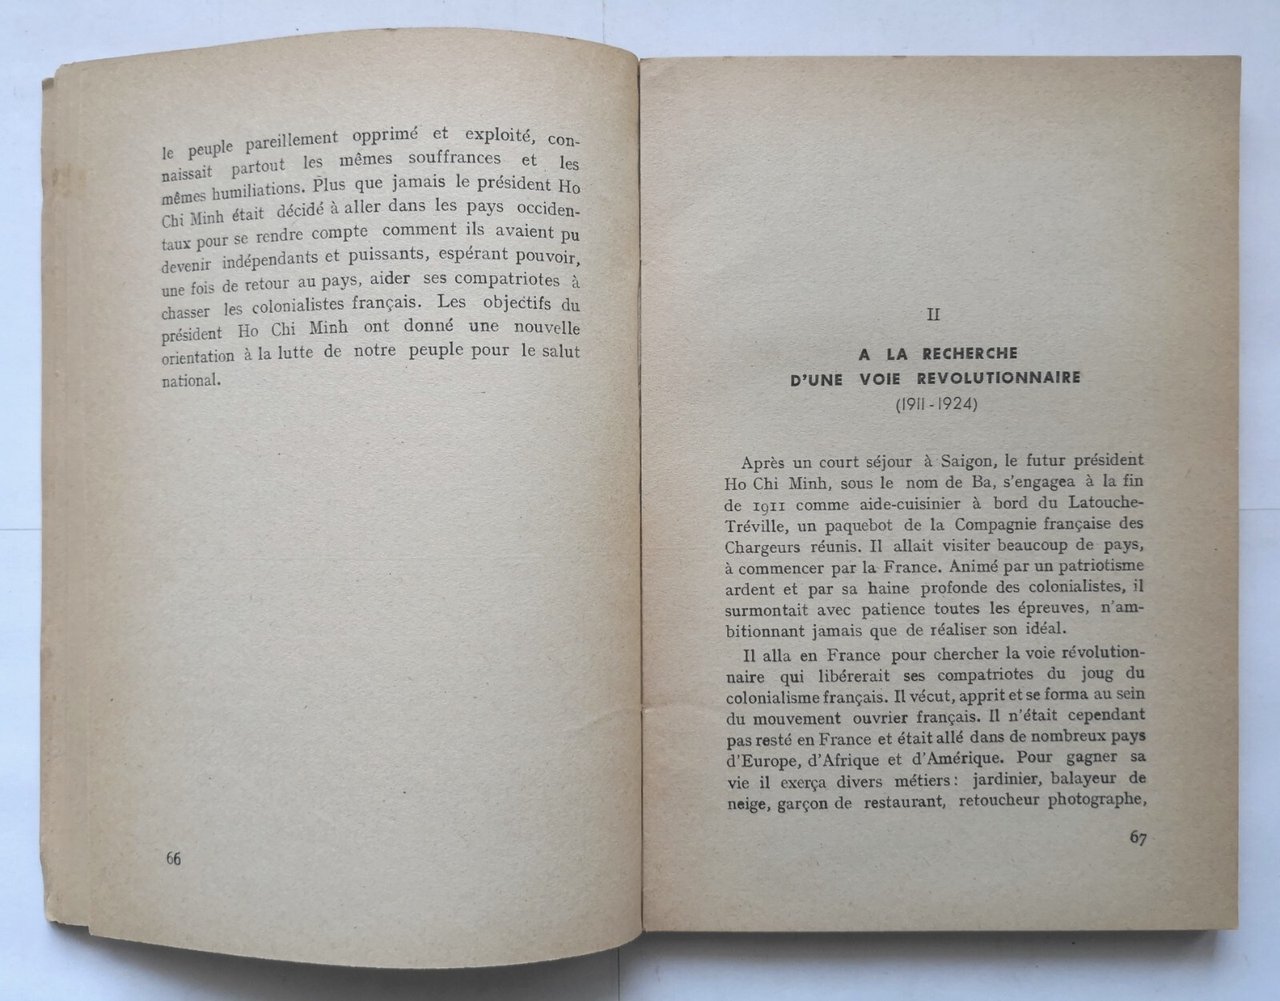 le peuple pareillement opprimé et exploité, con-
naissait partout les mêmes souffrances et les
mêmes humiliations. Plus que jamais le président Ho
Chi Minh était décidé à aller dans les pays occiden-
taux pour se rendre compte comment ils avaient pu
devenir indépendants et puissants, espérant pouvoir,
une fois de retour au pays, aider ses compatriotes à
chasser les colonialistes français. Les objectifs du
président Ho Chi Minh ont donné une nouvelle
orientation à la lutte de notre peuple pour le salut
national.
66
II
A LA RECHERCHE
D'UNE VOIE REVOLUTIONNAIRE
(1911-1924)
Après un court séjour à Saigon, le futur président
Ho Chi Minh, sous le nom de Ba, s'engagea à la fin
de 1911 comme aide-cuisinier à bord du Latouche-
Tréville, un paquebot de la Compagnie française des
Chargeurs réunis. Il allait visiter beaucoup de pays,
à commencer par la France. Animé par un patriotisme
ardent et par sa haine profonde des colonialistes, il
surmontait avec patience toutes les épreuves, n'am-
bitionnant jamais que de réaliser son idéal.
Il alla en France pour chercher la voie révolution-
naire qui libérerait ses compatriotes du joug du
colonialisme français. Il vécut, apprit et se forma au sein
du mouvement ouvrier français. Il n'était cependant
pas resté en France et était allé dans de nombreux pays
d'Europe, d'Afrique et d'Amérique. Pour gagner sa
vie il exerça divers métiers : jardinier, balayeur de
neige, garçon de restaurant, retoucheur photographe,
67